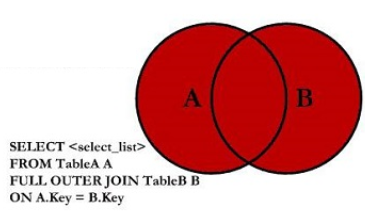 A B
SELECT <select_list>
FROM TableA A
FULL OUTER JOIN TableB B
ON A.Key = B.Key